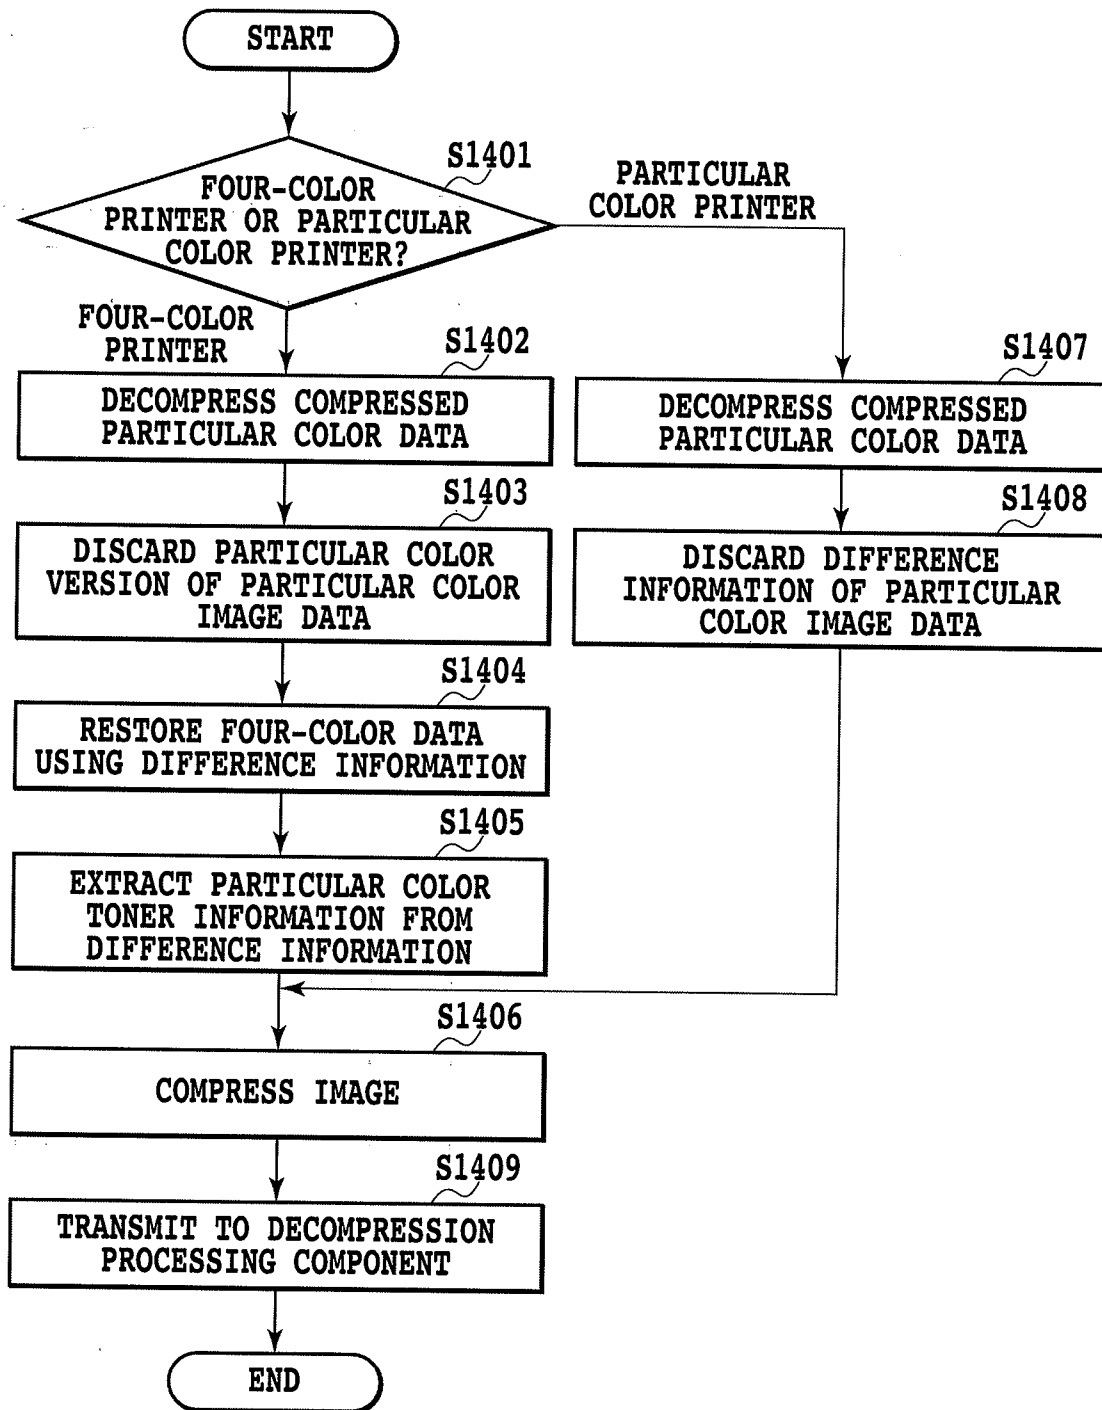 START
S1401
FOUR-COLOR
PRINTER OR PARTICULAR
COLOR PRINTER?
PARTICULAR
COLOR PRINTER
FOUR-COLOR
PRINTER
S1402
DECOMPRESS COMPRESSED
PARTICULAR COLOR DATA
S1407
DECOMPRESS COMPRESSED
PARTICULAR COLOR DATA
S1403
DISCARD PARTICULAR COLOR
VERSION OF PARTICULAR COLOR
IMAGE DATA
S1408
DISCARD DIFFERENCE
INFORMATION OF PARTICULAR
COLOR IMAGE DATA
S1404
RESTORE FOUR-COLOR DATA
USING DIFFERENCE INFORMATION
S1405
EXTRACT PARTICULAR COLOR
TONER INFORMATION FROM
DIFFERENCE INFORMATION
S1406
COMPRESS IMAGE
S1409
TRANSMIT TO DECOMPRESSION
PROCESSING COMPONENT
END